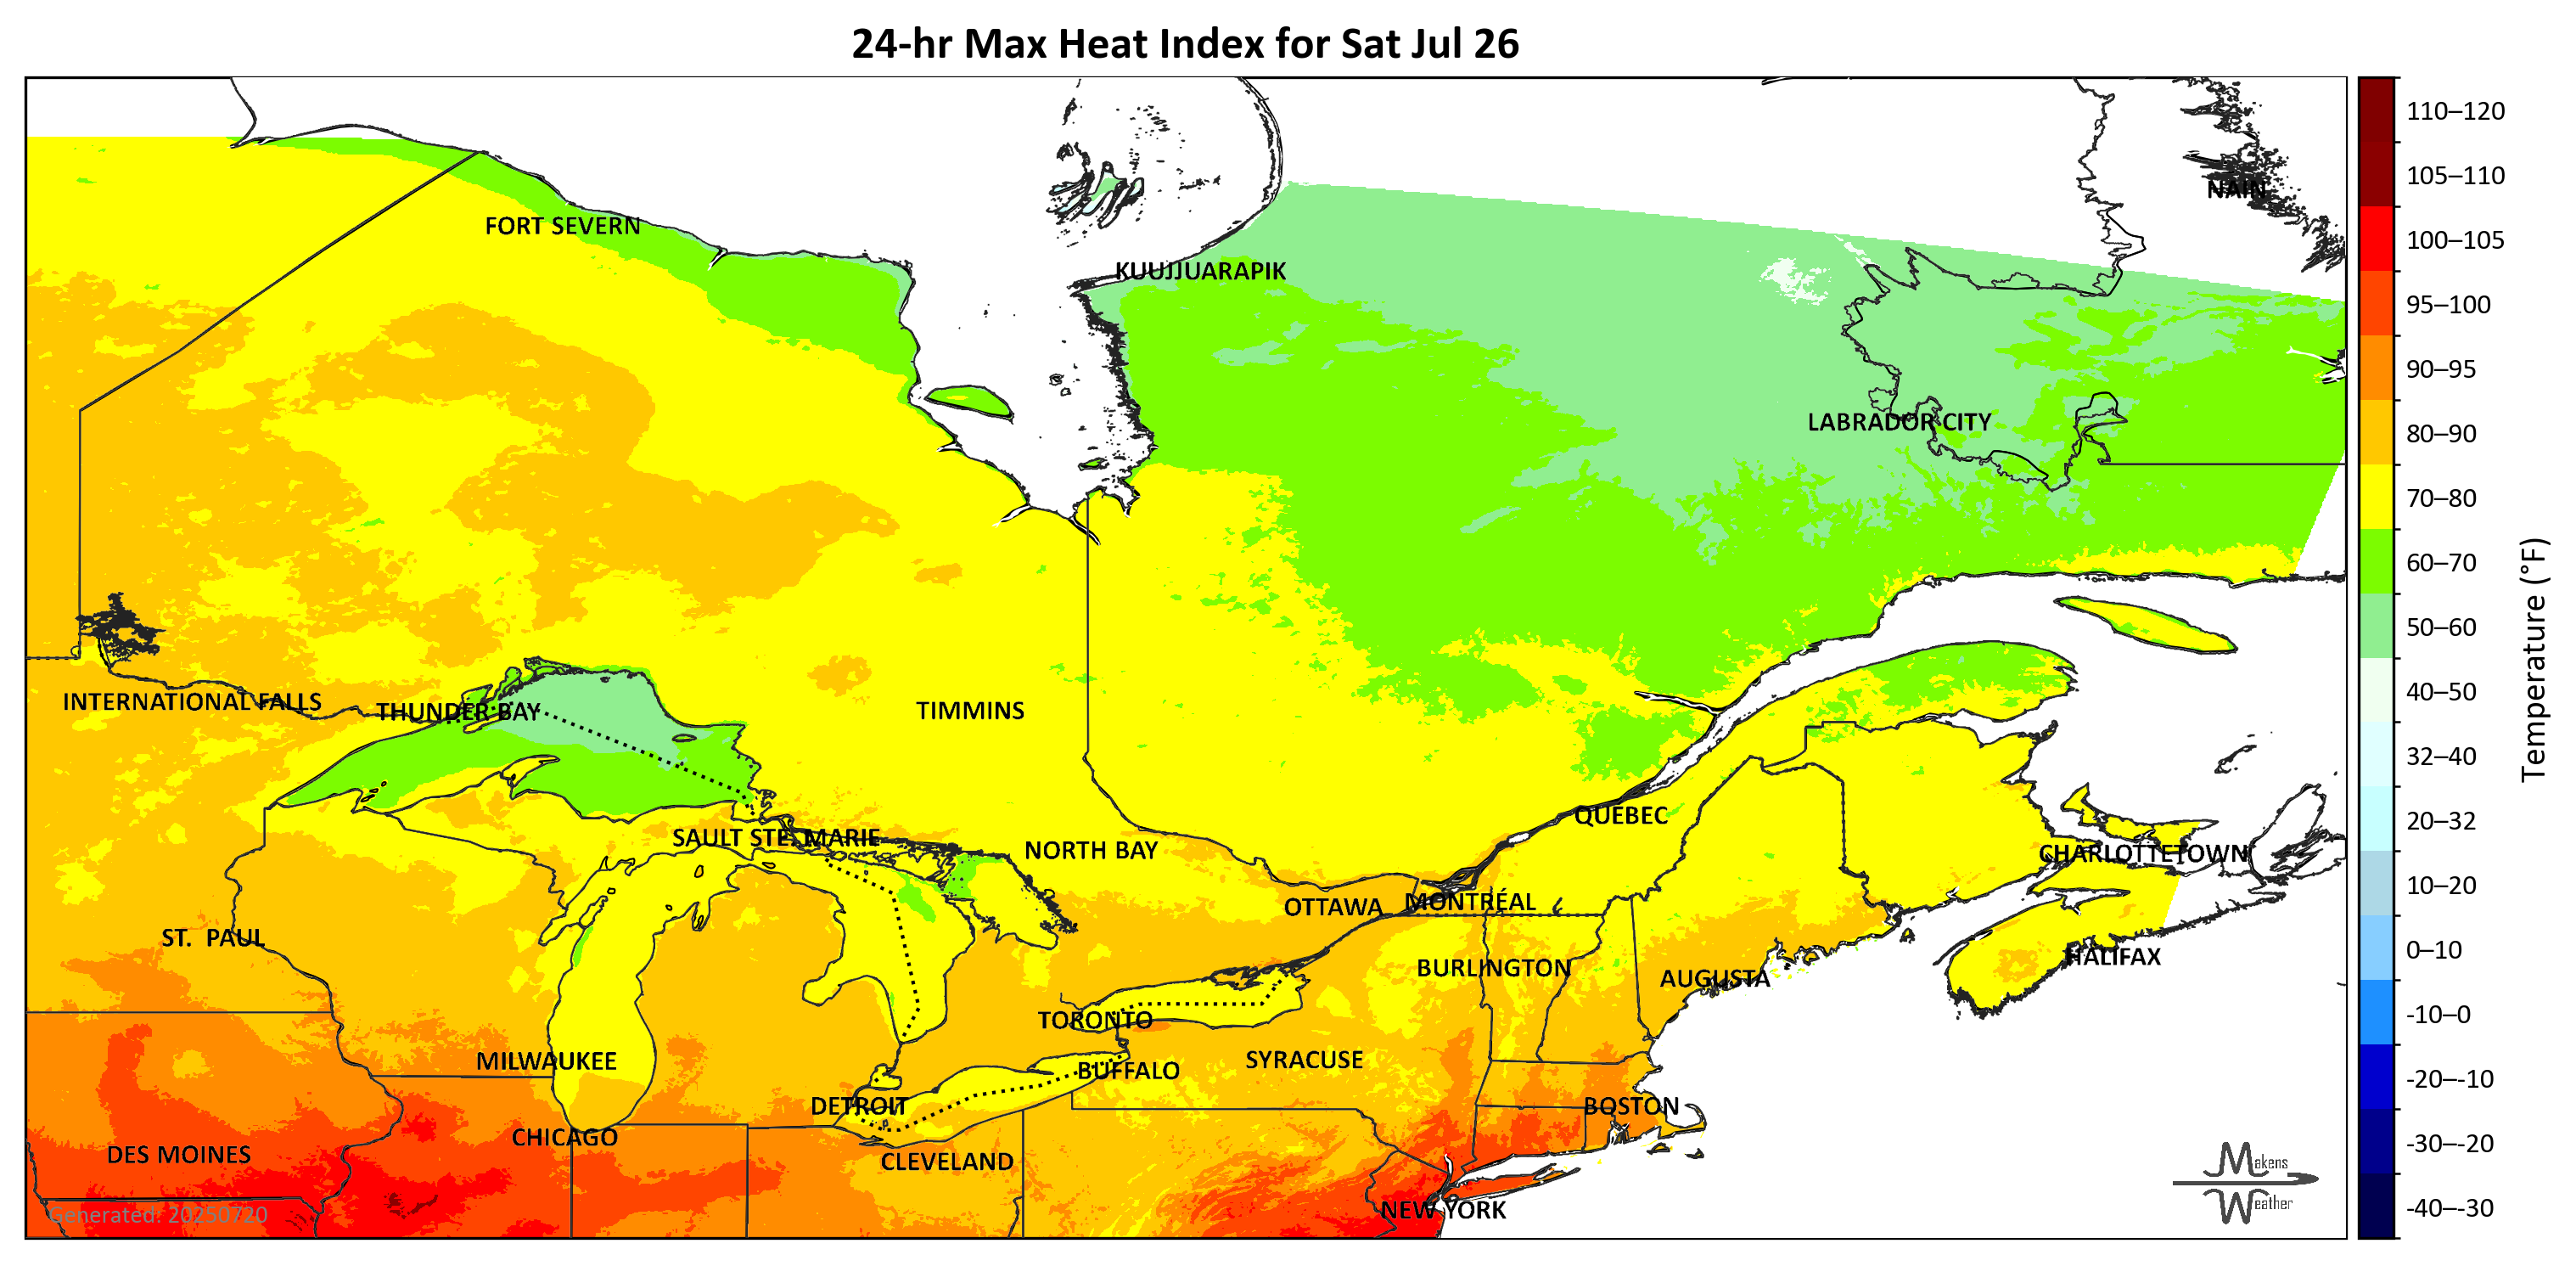 24-hr Max Heat Index for Sat Jul 26
110–120
105–110
NAIN
FORT SEVERN
100–105
KUUJJUARAPIK
95–100
90–95
LABRADOR CITY
80–90
70–80
60–70
50–60
Temperature (°F)
40–50
INTERNATIONAL FALLS
THUNDER BAY
TIMMINS
32–40
QUEBEC
20–32
SAULT STE. MARIE
NORTH BAY
CHARLOTTETOWN
10–20
MONTRÉAL
OTTAWA
ST. PAUL
0–10
HALIFAX
BURLINGTON
AUGUSTA
-10–0
TORONTO
MILWAUKEE
SYRACUSE
BUFFALO
-20–-10
DETROIT
BOSTON
CHICAGO
-30–-20
DES MOINES
CLEVELAND
Makens
Weather
-40–-30
NEW YORK
Generated: 20250720